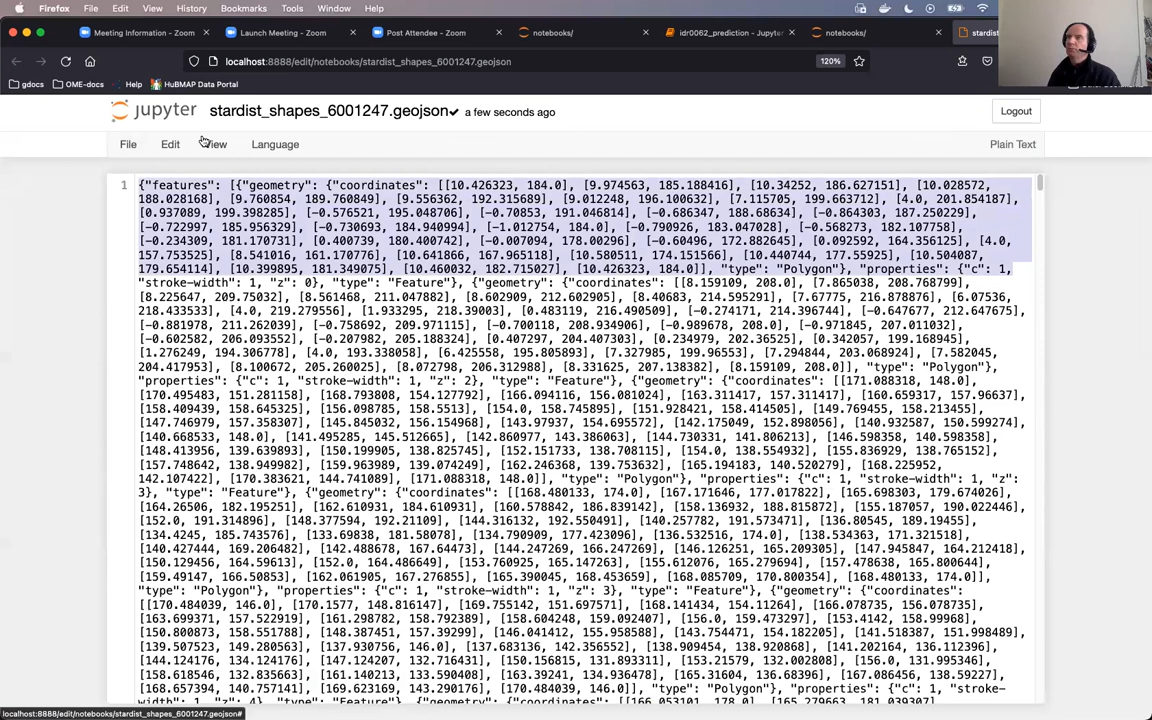 Firefox File Edit View History Bookmarks Tools Window Help
Meeting Information - Zoom × Launch Meeting - Zoom × Post Attendee - Zoom × notebooks/ × idr0062_prediction - Jupyter × notebooks/ × stardist
localhost:8888/edit/notebooks/stardist_shapes_6001247.geojson 120%
gdocs OME-docs Help HuBMAP Data Portal
jupyter stardist_shapes_6001247.geojson✔ a few seconds ago Logout
File Edit View Language Plain Text
1 {"features": [{"geometry": {"coordinates": [[10.426323, 184.0], [9.974563, 185.188416], [10.34252, 186.627151], [10.028572,
188.028168], [9.760854, 189.760849], [9.556362, 192.315689], [9.012248, 196.100632], [7.115705, 199.663712], [4.0, 201.854187],
[0.937089, 199.398285], [-0.576521, 195.048706], [-0.70853, 191.046814], [-0.686347, 188.68634], [-0.864303, 187.250229],
[-0.722997, 185.956329], [-0.730693, 184.940994], [-1.012754, 184.0], [-0.790926, 183.047028], [-0.568273, 182.107758],
[-0.234309, 181.170731], [0.400739, 180.400742], [-0.007094, 178.00296], [-0.60496, 172.882645], [0.092592, 164.356125], [4.0,
157.753525], [8.541016, 161.170776], [10.641866, 167.965118], [10.580511, 174.151566], [10.440744, 177.55925], [10.504087,
179.654114], [10.399895, 181.349075], [10.460032, 182.715027], [10.426323, 184.0]], "type": "Polygon"}, "properties": {"c": 1,
"stroke-width": 1, "z": 0}, "type": "Feature"}, {"geometry": {"coordinates": [[8.159109, 208.0], [7.865038, 208.768799],
[8.225647, 209.75032], [8.561468, 211.047882], [8.602909, 212.602905], [8.40683, 214.595291], [7.67775, 216.878876], [6.07536,
218.433533], [4.0, 219.279556], [1.933295, 218.39003], [0.483119, 216.490509], [-0.274171, 214.396744], [-0.647677, 212.647675],
[-0.881978, 211.262039], [-0.758692, 209.971115], [-0.700118, 208.934906], [-0.989678, 208.0], [-0.971845, 207.011032],
[-0.602582, 206.093552], [-0.207982, 205.188324], [0.407297, 204.407303], [0.234979, 202.36525], [0.342057, 199.168945],
[1.276249, 194.306778], [4.0, 193.338058], [6.425558, 195.805893], [7.327985, 199.96553], [7.294844, 203.068924], [7.582045,
204.417953], [8.100672, 205.260025], [8.072798, 206.312988], [8.331625, 207.138382], [8.159109, 208.0]], "type": "Polygon"},
"properties": {"c": 1, "stroke-width": 1, "z": 2}, "type": "Feature"}, {"geometry": {"coordinates": [[171.088318, 148.0],
[170.495483, 151.281158], [168.793808, 154.127792], [166.094116, 156.081024], [163.311417, 157.311417], [160.659317, 157.96637],
[158.409439, 158.645325], [156.098785, 158.5513], [154.0, 158.745895], [151.928421, 158.414505], [149.769455, 158.213455],
[147.746979, 157.358307], [145.845032, 156.154968], [143.97937, 154.695572], [142.175049, 152.898056], [140.932587, 150.599274],
[140.668533, 148.0], [141.495285, 145.512665], [142.860977, 143.386063], [144.730331, 141.806213], [146.598358, 140.598358],
[148.413956, 139.639893], [150.199905, 138.825745], [152.151733, 138.708115], [154.0, 138.554932], [155.836929, 138.765152],
[157.748642, 138.949982], [159.963989, 139.074249], [162.246368, 139.753632], [165.194183, 140.520279], [168.225952,
142.107422], [170.383621, 144.741089], [171.088318, 148.0]], "type": "Polygon"}, "properties": {"c": 1, "stroke-width": 1, "z":
3}, "type": "Feature"}, {"geometry": {"coordinates": [[168.480133, 174.0], [167.171646, 177.017822], [165.698303, 179.674026],
[164.26506, 182.195251], [162.610931, 184.610931], [160.578842, 186.839142], [158.136932, 188.815872], [155.187057, 190.022446],
[152.0, 191.314896], [148.377594, 192.21109], [144.316132, 192.550491], [140.257782, 191.573471], [136.80545, 189.19455],
[134.4245, 185.743576], [133.69838, 181.58078], [134.790909, 177.423096], [136.532516, 174.0], [138.534363, 171.321518],
[140.427444, 169.206482], [142.488678, 167.64473], [144.247269, 166.247269], [146.126251, 165.209305], [147.945847, 164.212418],
[150.129456, 164.59613], [152.0, 164.486649], [153.760925, 165.147263], [155.612076, 165.279694], [157.478638, 165.800644],
[159.49147, 166.50853], [162.061905, 167.276855], [165.390045, 168.453659], [168.085709, 170.800354], [168.480133, 174.0]],
"type": "Polygon"}, "properties": {"c": 1, "stroke-width": 1, "z": 3}, "type": "Feature"}, {"geometry": {"coordinates":
[[170.484039, 146.0], [170.1577, 148.816147], [169.755142, 151.697571], [168.141434, 154.11264], [166.078735, 156.078735],
[163.699371, 157.522919], [161.298782, 158.792389], [158.604248, 159.092407], [156.0, 159.473297], [153.4142, 158.99968],
[150.800873, 158.551788], [148.387451, 157.39299], [146.041412, 155.958588], [143.754471, 154.182205], [141.518387, 151.998489],
[139.507523, 149.280563], [137.930756, 146.0], [137.683136, 142.356552], [138.909454, 138.920868], [141.202164, 136.112396],
[144.124176, 134.124176], [147.124207, 132.716431], [150.156815, 131.893311], [153.21579, 132.002808], [156.0, 131.995346],
[158.618546, 132.835663], [161.140213, 133.590408], [163.39241, 134.936478], [165.31436, 136.68568], [167.086456, 138.59227],
[168.657394, 140.757141], [169.623169, 143.290176], [170.484039, 146.0]], "type": "Polygon"}, "properties": {"c": 1, "stroke-
width": 1, "z": 4}, "type": "Feature"}, {"geometry": {"coordinates": [[166.053101, 178.0], [164.888016,
localhost:8888/edit/notebooks/stardist_shapes_6001247.geojson#